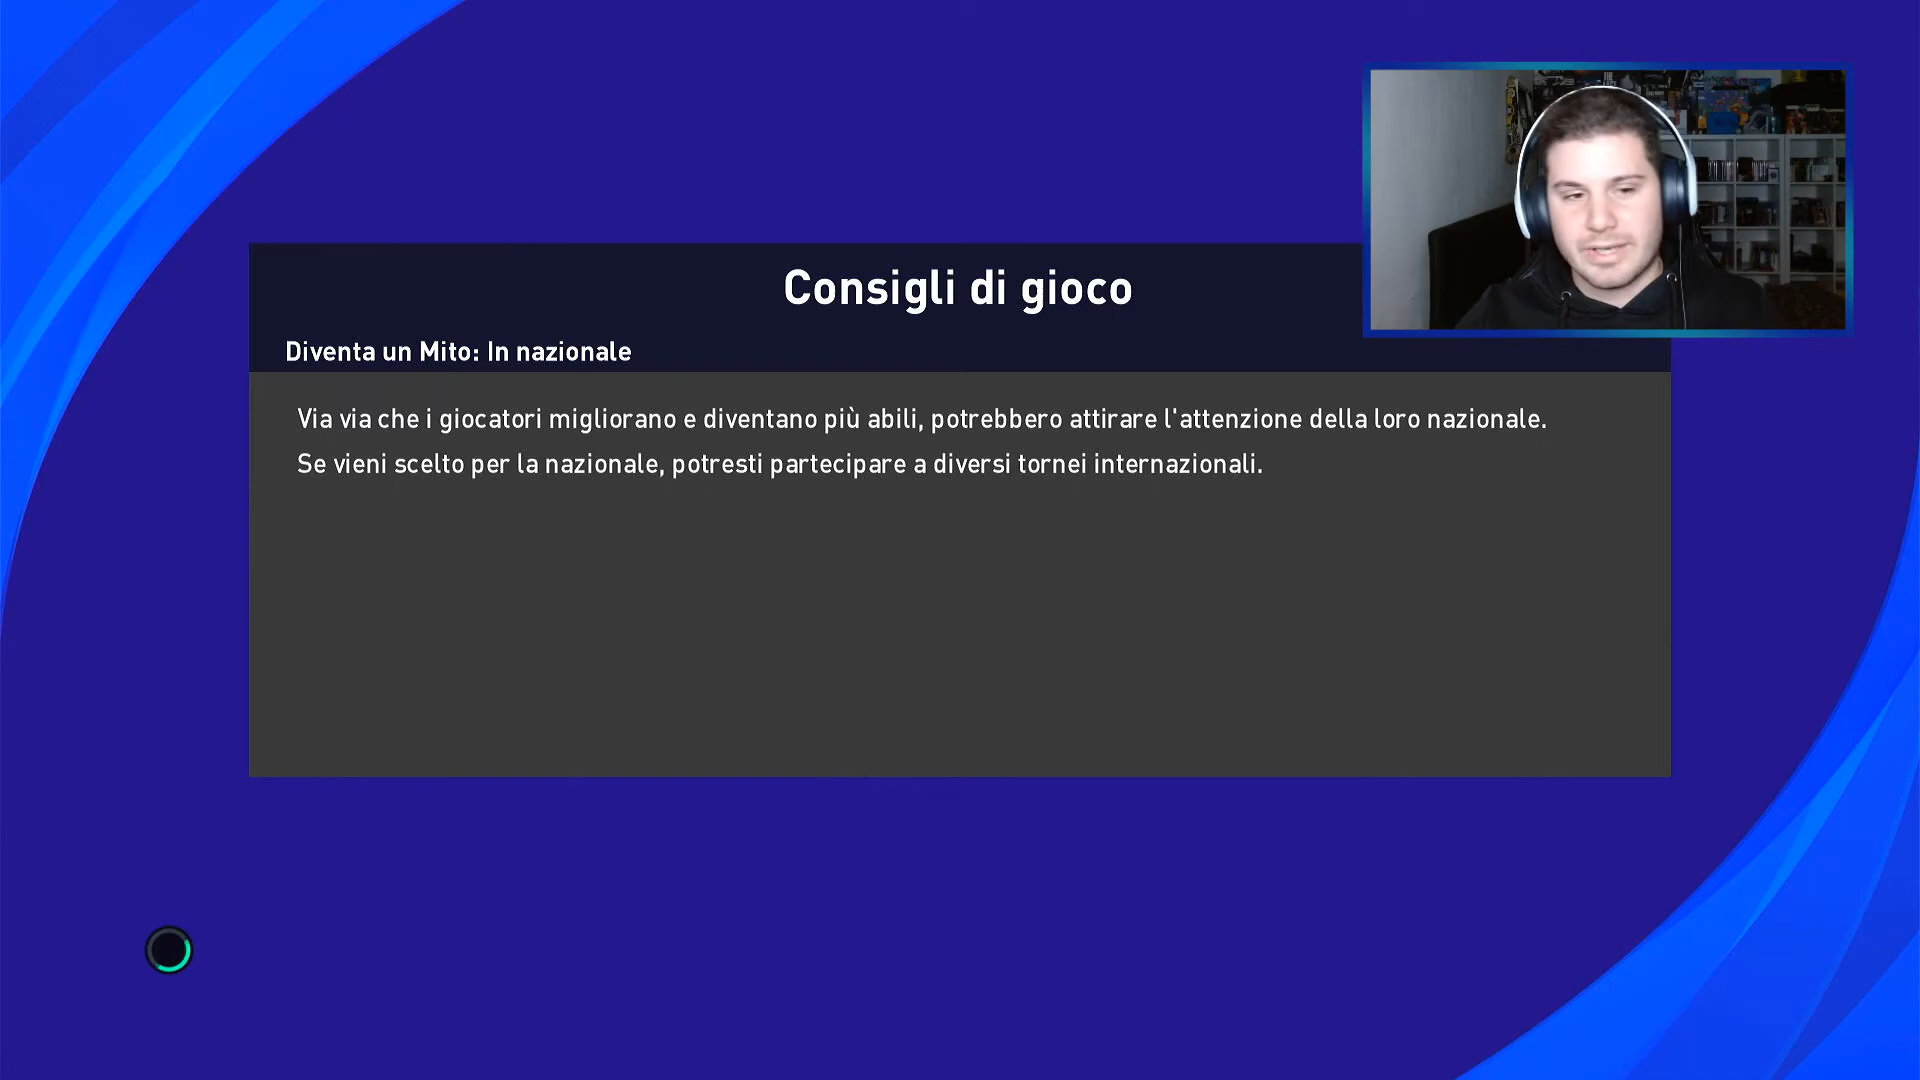 Consigli di gioco
Diventa un Mito: In nazionale
Via via che i giocatori migliorano e diventano più abili, potrebbero attirare l'attenzione della loro nazionale.
Se vieni scelto per la nazionale, potresti partecipare a diversi tornei internazionali.